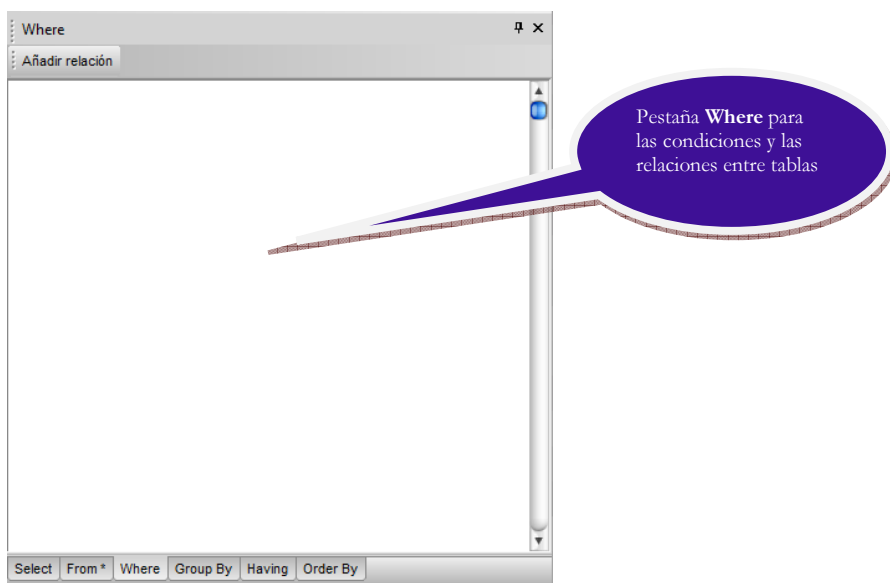 Where
Añadir relación
Pestaña Where para
las condiciones y las
relaciones entre tablas
Select From * Where Group By Having Order By